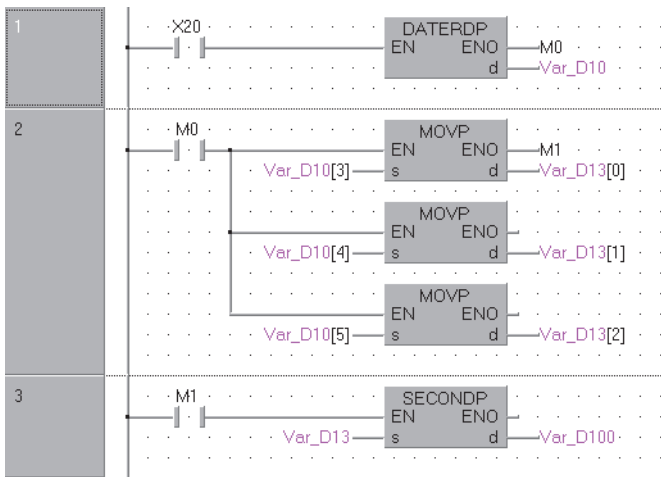 1
X20
DATERDP
EN ENO M0
d Var_D10
2
M0
MOVP
EN ENO M1
Var_D10[3] s d Var_D13[0]
MOVP
EN ENO
Var_D10[4] s d Var_D13[1]
MOVP
EN ENO
Var_D10[5] s d Var_D13[2]
3
M1
SECONDP
EN ENO
Var_D13 s d Var_D100